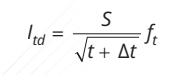 I_td = S / √(t + Δt) f_t